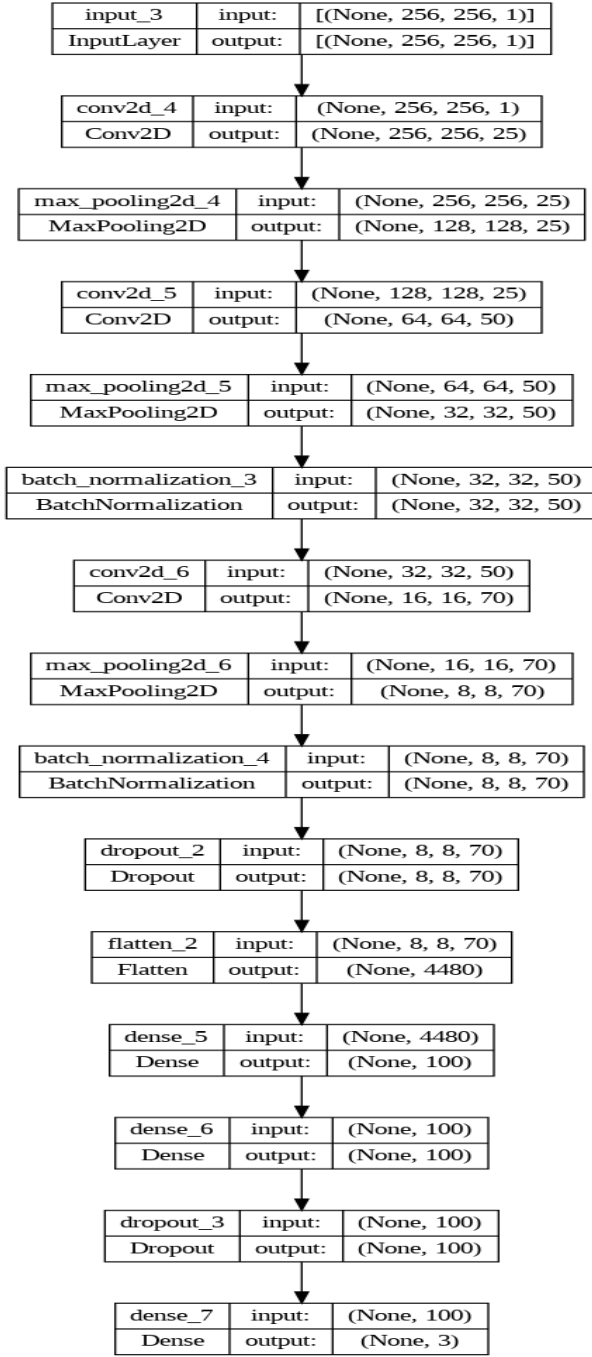 input_3 input: [(None, 256, 256, 1)]
InputLayer output: [(None, 256, 256, 1)]
conv2d_4 input: (None, 256, 256, 1)
Conv2D output: (None, 256, 256, 25)
max_pooling2d_4 input: (None, 256, 256, 25)
MaxPooling2D output: (None, 128, 128, 25)
conv2d_5 input: (None, 128, 128, 25)
Conv2D output: (None, 64, 64, 50)
max_pooling2d_5 input: (None, 64, 64, 50)
MaxPooling2D output: (None, 32, 32, 50)
batch_normalization_3 input: (None, 32, 32, 50)
BatchNormalization output: (None, 32, 32, 50)
conv2d_6 input: (None, 32, 32, 50)
Conv2D output: (None, 16, 16, 70)
max_pooling2d_6 input: (None, 16, 16, 70)
MaxPooling2D output: (None, 8, 8, 70)
batch_normalization_4 input: (None, 8, 8, 70)
BatchNormalization output: (None, 8, 8, 70)
dropout_2 input: (None, 8, 8, 70)
Dropout output: (None, 8, 8, 70)
flatten_2 input: (None, 8, 8, 70)
Flatten output: (None, 4480)
dense_5 input: (None, 4480)
Dense output: (None, 100)
dense_6 input: (None, 100)
Dense output: (None, 100)
dropout_3 input: (None, 100)
Dropout output: (None, 100)
dense_7 input: (None, 100)
Dense output: (None, 3)